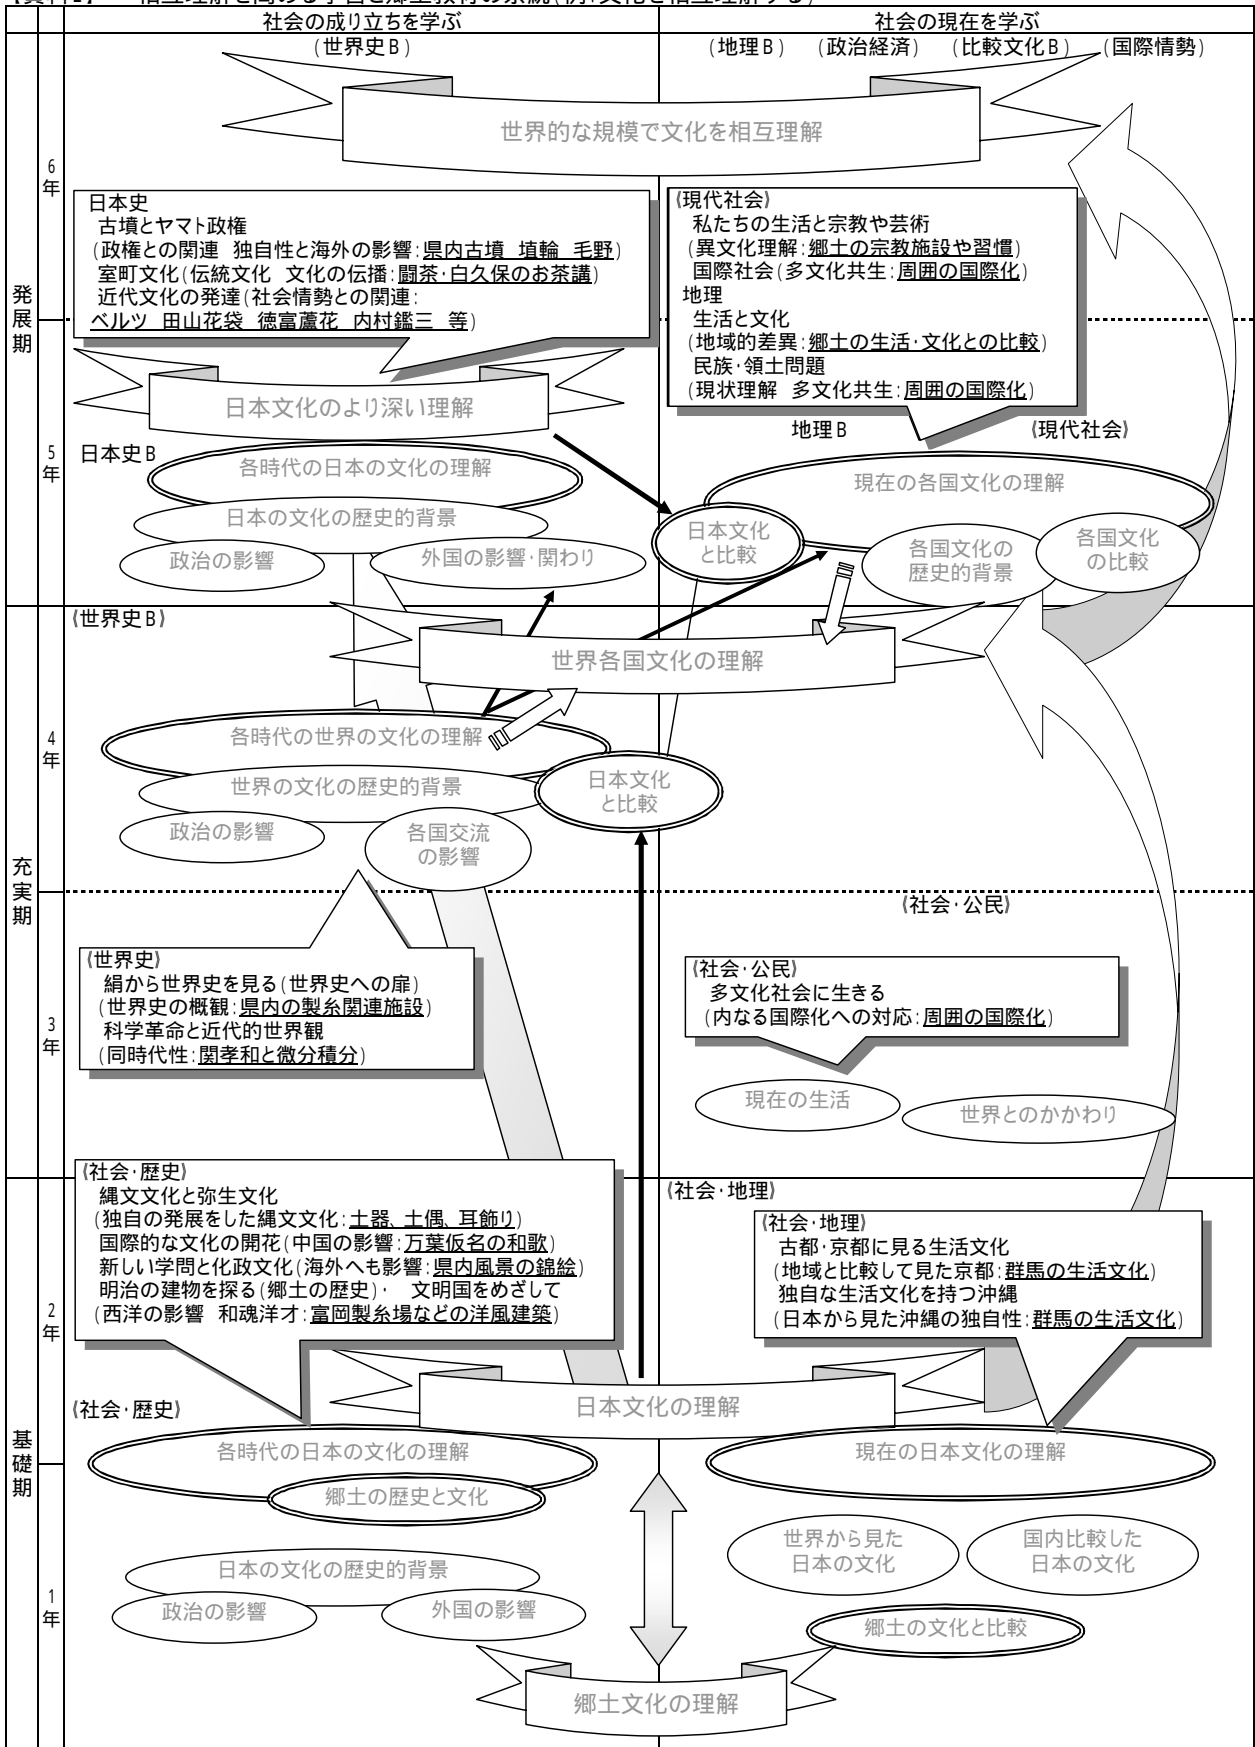 社会の成り立ちを学ぶ
社会の現在を学ぶ
(世界史B)
(地理B) (政治経済) (比較文化B) (国際情勢)
世界的な規模で文化を相互理解
発展期
6年
日本史
古墳とヤマト政権
(政権との関連 独自性と海外の影響:県内古墳 埴輪 毛野)
室町文化(伝統文化 文化の伝播:闘茶・白久保のお茶講)
近代文化の発達(社会情勢との関連:
ベルツ 田山花袋 徳富蘆花 内村鑑三 等)
(現代社会)
私たちの生活と宗教や芸術
(異文化理解:郷土の宗教施設や習慣)
国際社会(多文化共生:周囲の国際化)
地理
生活と文化
(地域的差異:郷土の生活・文化との比較)
民族・領土問題
(現状理解 多文化共生:周囲の国際化)
日本文化のより深い理解
5年
日本史B
地理B
(現代社会)
各時代の日本の文化の理解
日本の文化の歴史的背景
政治の影響
外国の影響・関わり
現在の各国文化の理解
日本文化
と比較
各国文化の
歴史的背景
各国文化
の比較
(世界史B)
世界各国文化の理解
充実期
4年
各時代の世界の文化の理解
世界の文化の歴史的背景
政治の影響
各国交流
の影響
日本文化
と比較
(社会・公民)
3年
(世界史)
絹から世界史を見る(世界史への扉)
(世界史の概観:県内の製糸関連施設)
科学革命と近代的世界観
(同時代性:関孝和と微分積分)
(社会・公民)
多文化社会に生きる
(内なる国際化への対応:周囲の国際化)
現在の生活
世界とのかかわり
基礎期
2年
(社会・歴史)
縄文文化と弥生文化
(独自の発展をした縄文文化:土器、土偶、耳飾り)
国際的な文化の開花(中国の影響:万葉仮名の和歌)
新しい学問と化政文化(海外へも影響:県内風景の錦絵)
明治の建物を探る(郷土の歴史)・ 文明国をめざして
(西洋の影響 和魂洋才:富岡製糸場などの洋風建築)
(社会・地理)
(社会・地理)
古都・京都に見る生活文化
(地域と比較して見た京都:群馬の生活文化)
独自な生活文化を持つ沖縄
(日本から見た沖縄の独自性:群馬の生活文化)
日本文化の理解
(社会・歴史)
各時代の日本の文化の理解
郷土の歴史と文化
現在の日本文化の理解
1年
日本の文化の歴史的背景
政治の影響
外国の影響
世界から見た
日本の文化
国内比較した
日本の文化
郷土の文化と比較
郷土文化の理解